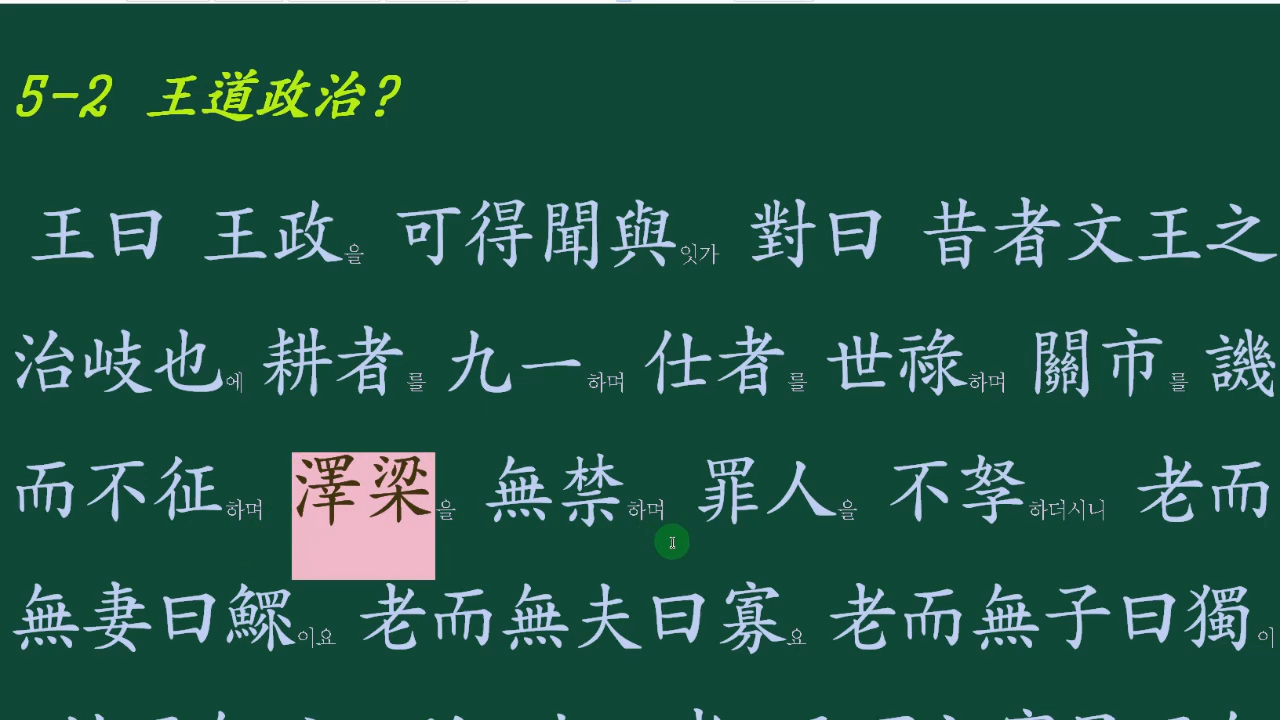 5-2 王道政治?
王曰 王政을 可得聞與잇가 對曰 昔者文王之
治岐也에 耕者를 九一하며 仕者를 世祿하며 關市를 譏
而不征하며 澤梁을 無禁하며 罪人을 不孥하더시니 老而
無妻曰鰥이요 老而無夫曰寡요 老而無子曰獨이